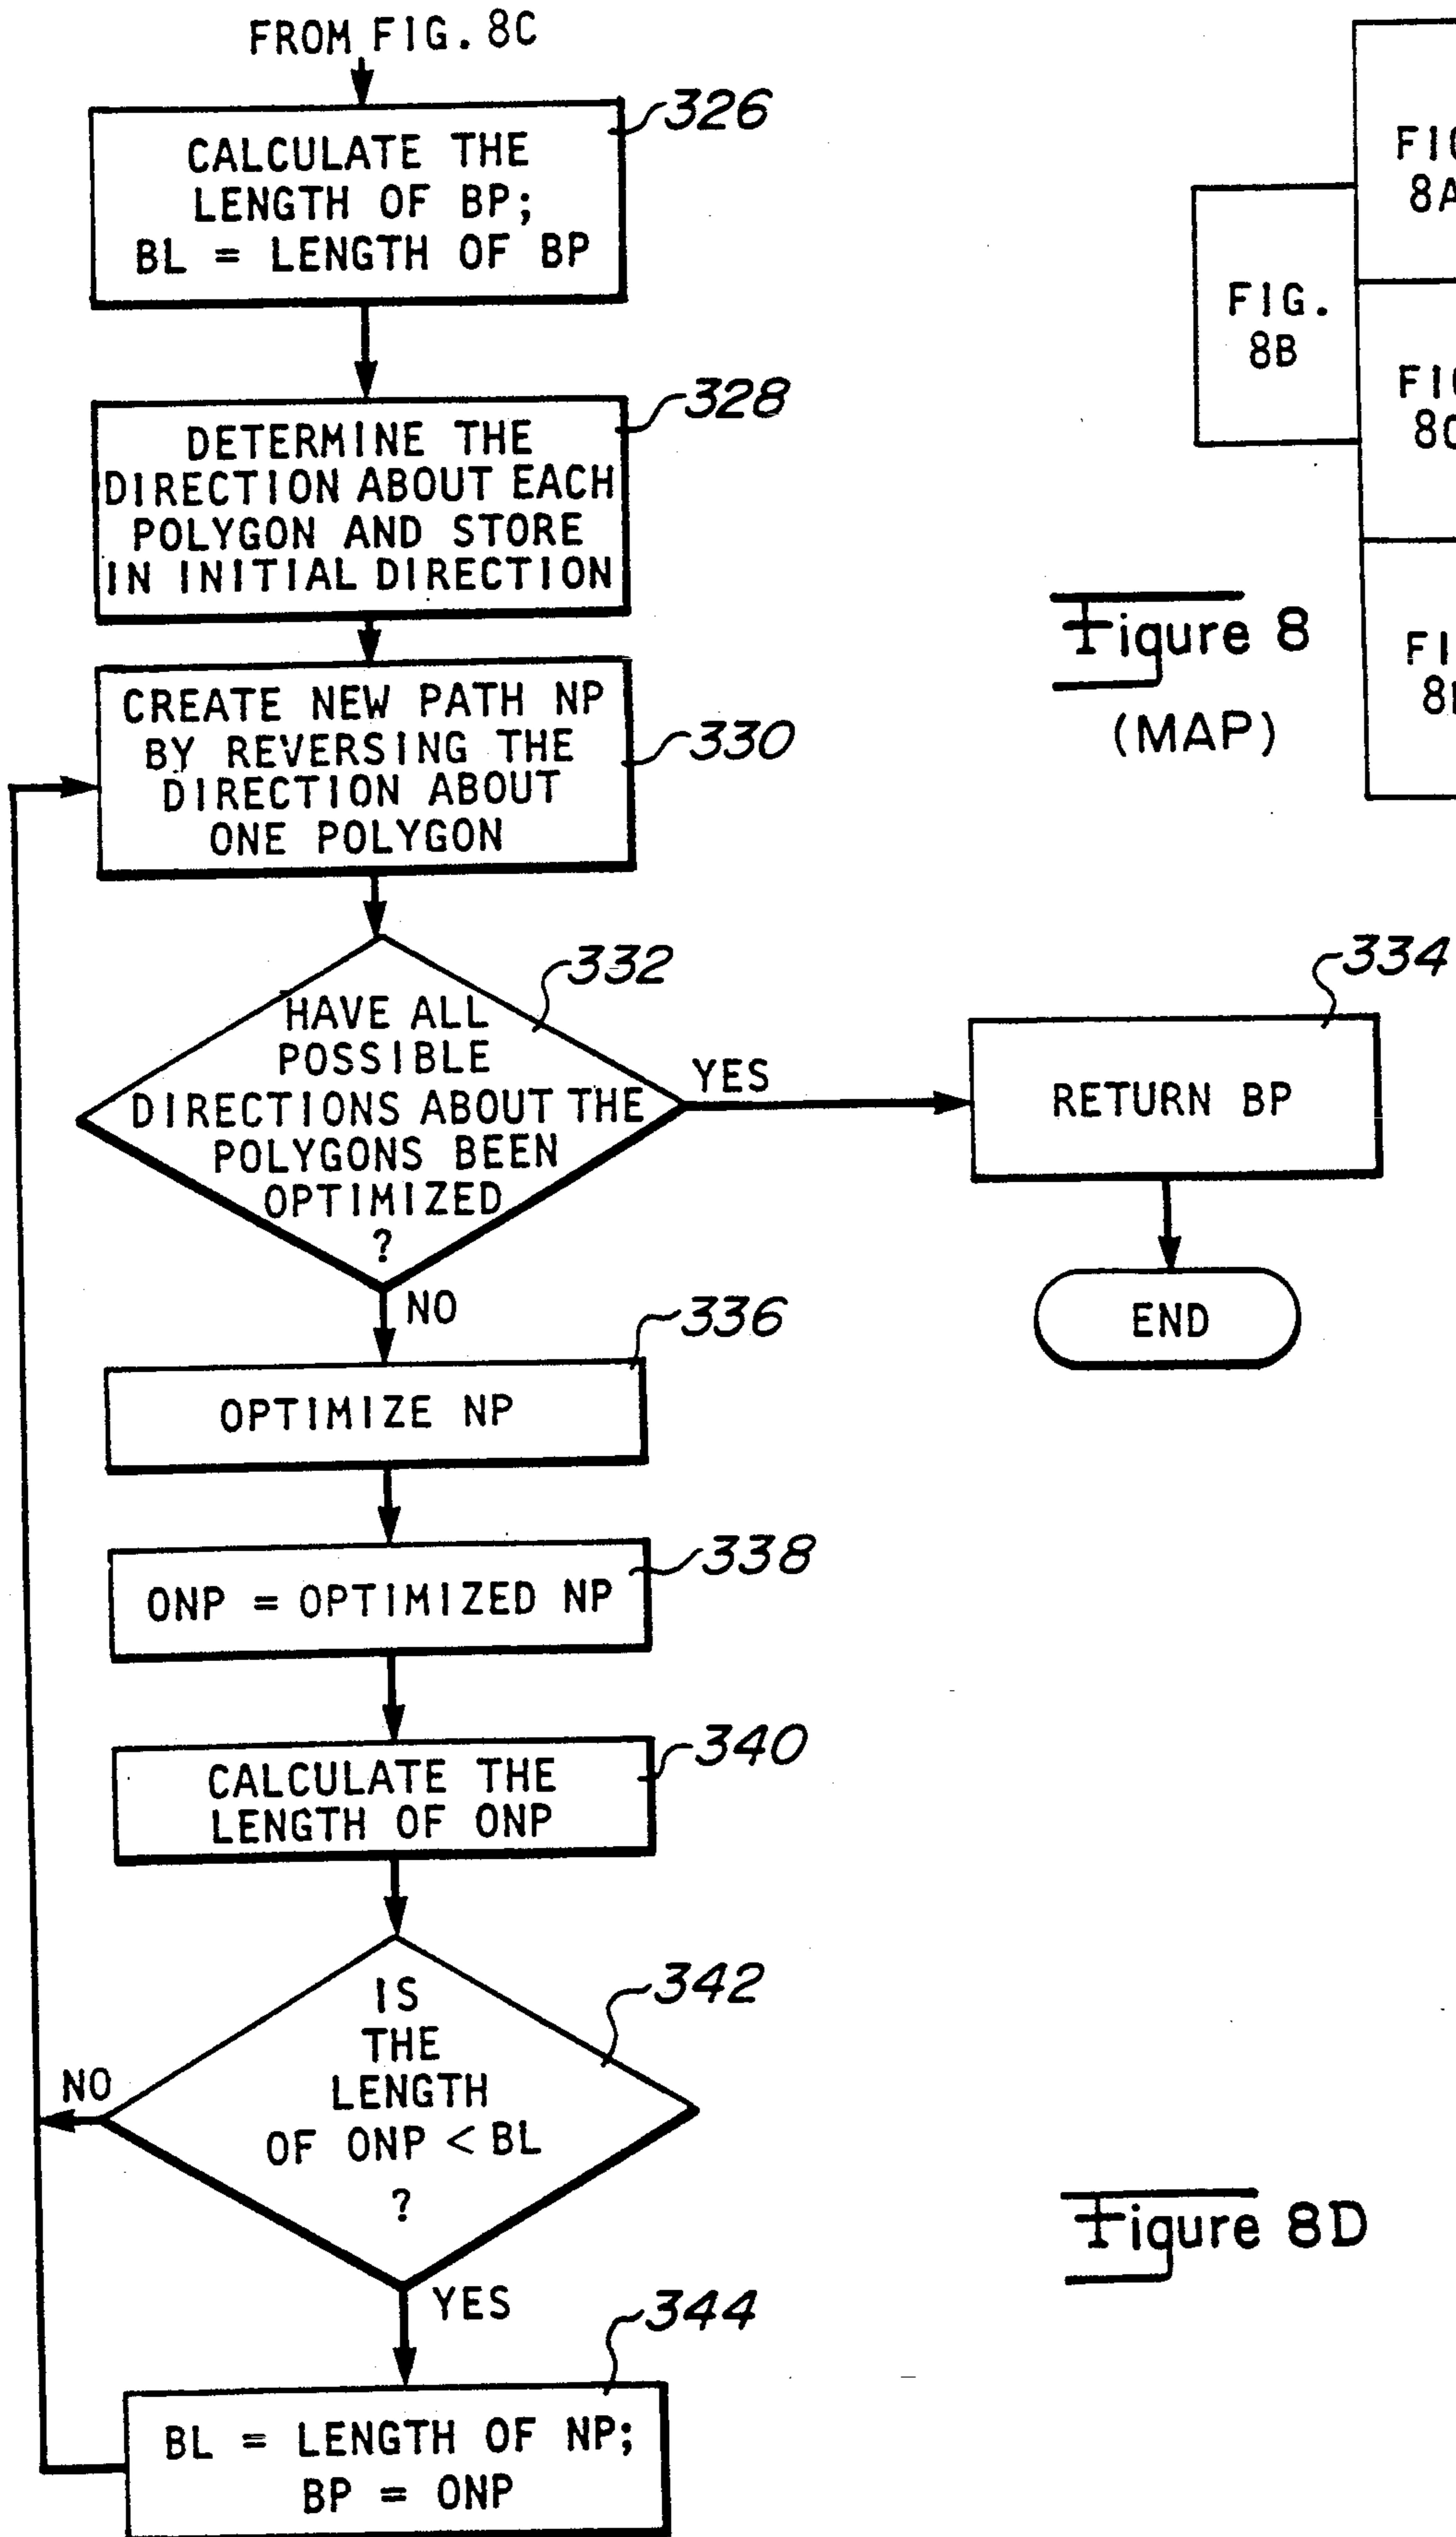 FROM FIG. 8C
326
CALCULATE THE
LENGTH OF BP;
BL = LENGTH OF BP
328
DETERMINE THE
DIRECTION ABOUT EACH
POLYGON AND STORE
IN INITIAL DIRECTION
330
CREATE NEW PATH NP
BY REVERSING THE
DIRECTION ABOUT
ONE POLYGON
332
HAVE ALL
POSSIBLE
DIRECTIONS ABOUT THE
POLYGONS BEEN
OPTIMIZED
?
YES
334
RETURN BP
END
NO
336
OPTIMIZE NP
338
ONP = OPTIMIZED NP
340
CALCULATE THE
LENGTH OF ONP
342
IS
THE
LENGTH
OF ONP < BL
?
NO
YES
344
BL = LENGTH OF NP;
BP = ONP
FIG.
8B
8A
Figure 8
(MAP)
Figure 8D